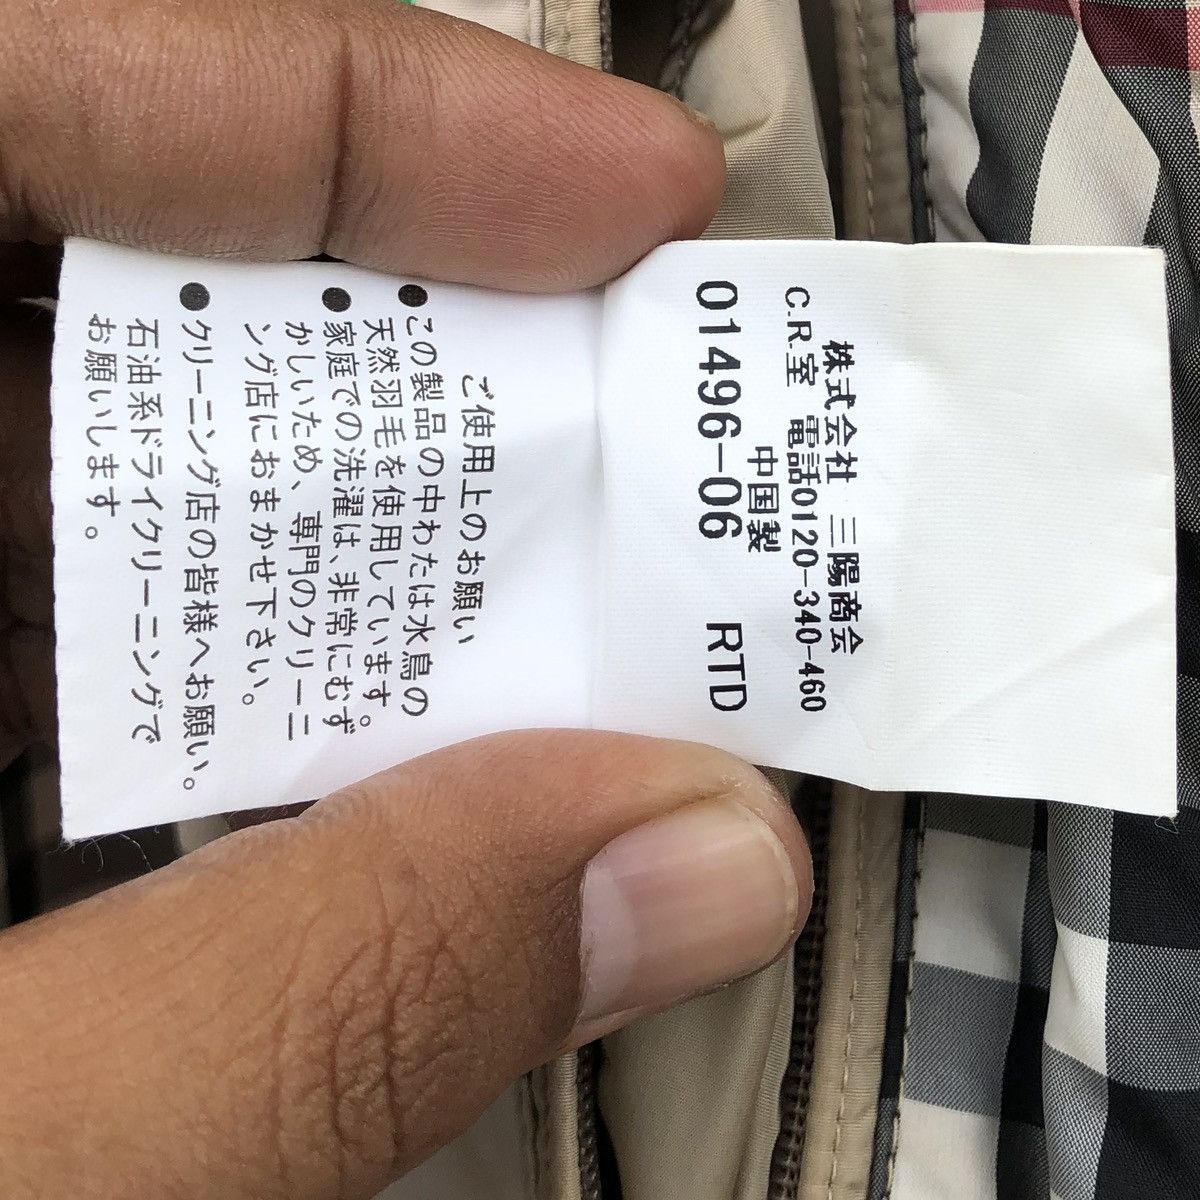 株式会社 三陽商会
C.R.室 電話0120-340-460
中国製
01496-06 RTD
ご使用上のお願い
●この製品の中わたは水鳥の
天然羽毛を使用しています。
●家庭での洗濯は、非常にむず
かしいため、専門のクリーニ
ング店におまかせ下さい。
●クリーニング店の皆様へお願い。
石油系ドライクリーニングで
お願いします。